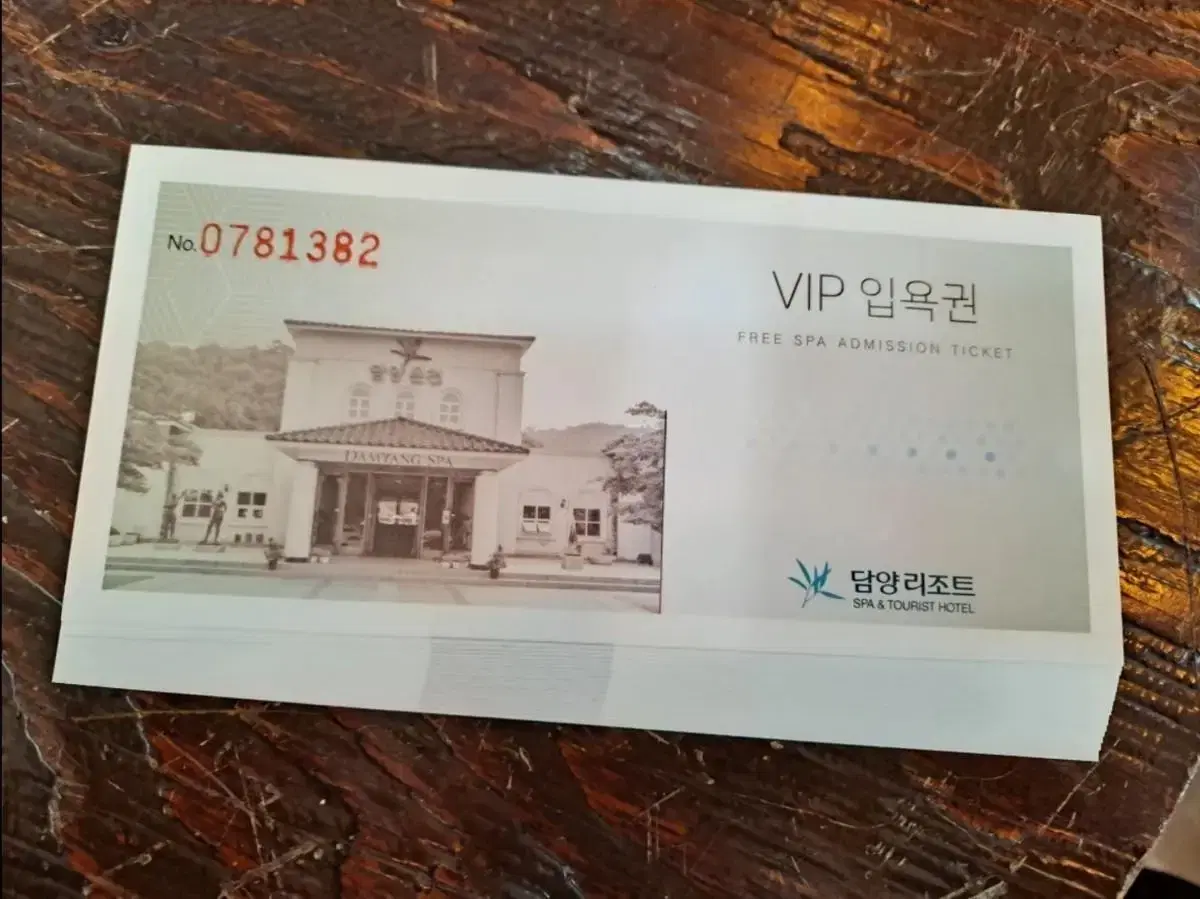 No. 0781382
VIP 입욕권
FREE SPA ADMISSION TICKET
DAMYANG SPA
담양리조트
SPA & TOURIST HOTEL